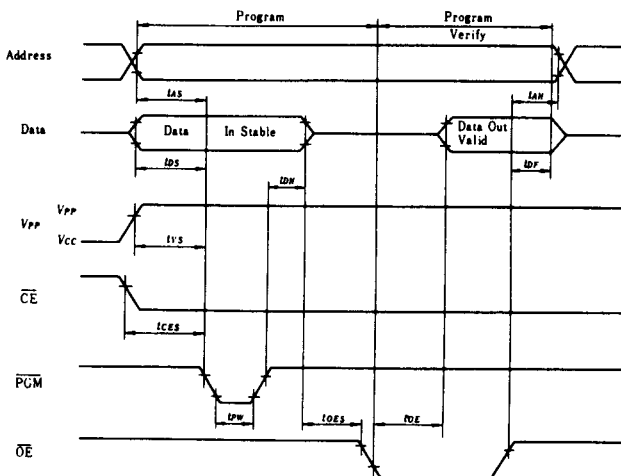 Program
Program
Verify
Address
tAS
tAH
Data
Data In Stable
Data Out
Valid
tDS
tDH
tDF
VPP
VPP
VCC
tVS
CE
tCES
PGM
tPW
tOES
tOE
OE